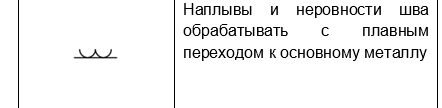 Наплывы и неровности шва
обрабатывать с плавным
переходом к основному металлу